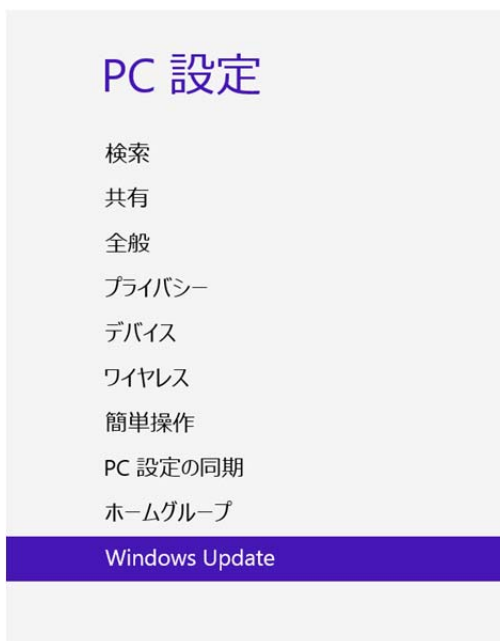 PC 設定
検索
共有
全般
プライバシー
デバイス
ワイヤレス
簡単操作
PC 設定の同期
ホームグループ
Windows Update